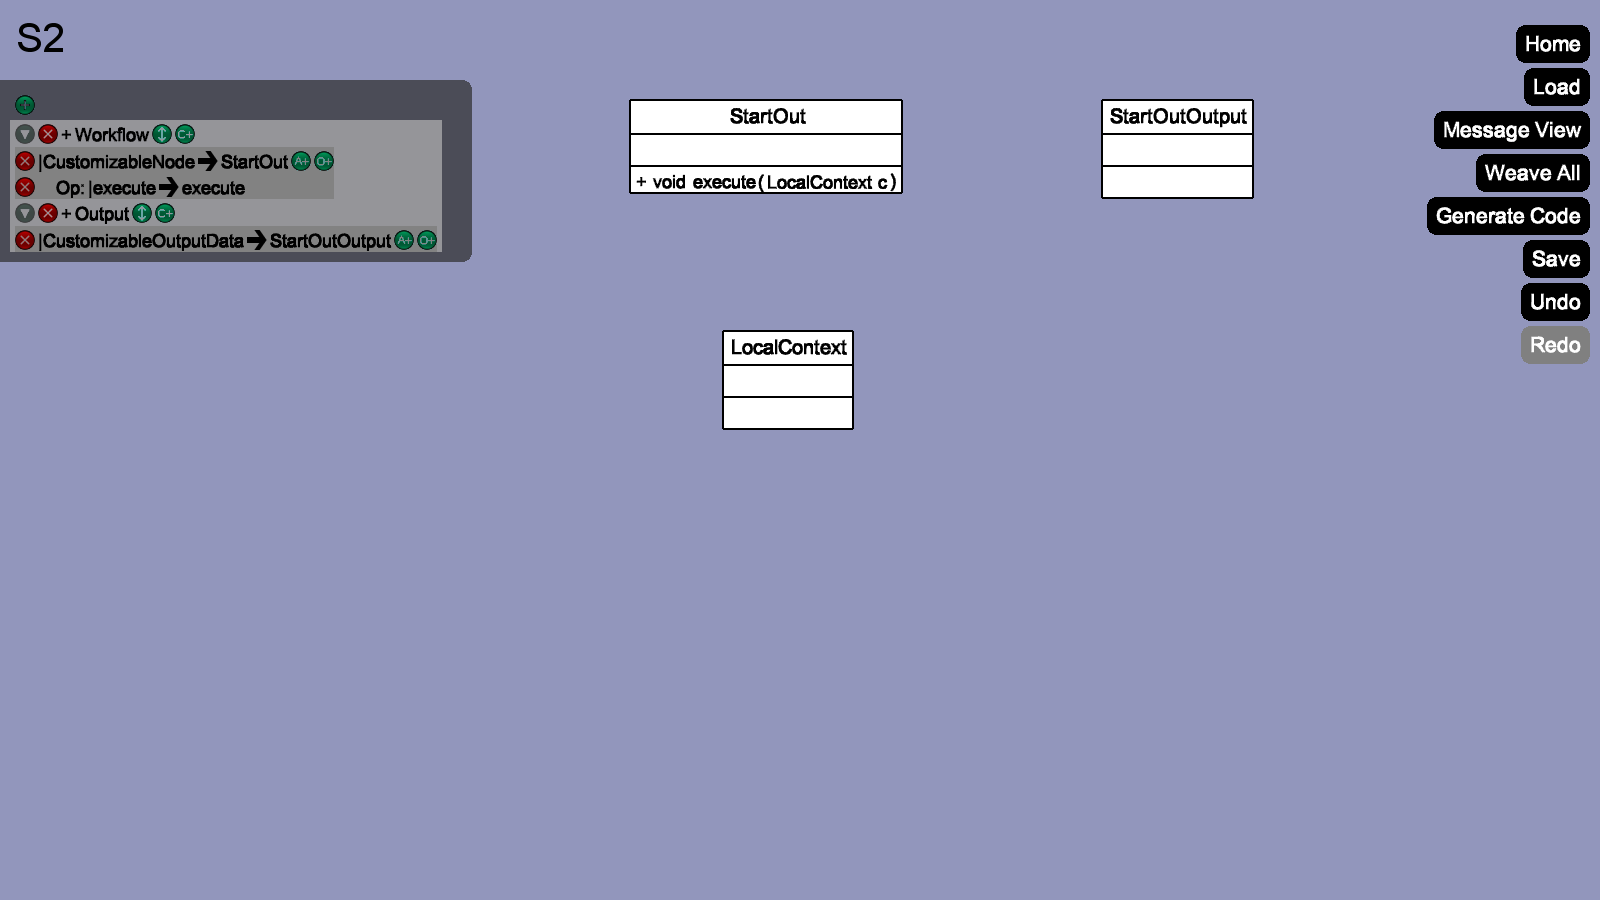 S2
+ Workflow C+
|CustomizableNode➔StartOut A+ O+
Op: |execute➔execute
+ Output C+
|CustomizableOutputData➔StartOutOutput A+ O+
StartOut
+ void execute(LocalContext c)
StartOutOutput
LocalContext
Home
Load
Message View
Weave All
Generate Code
Save
Undo
Redo